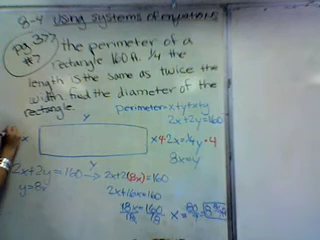 8-4 using systems of equations
pg 377
#7
the perimeter of a
rectangle 160ft. 1/4 the
length is the same as twice the
width find the diameter of the
rectangle.
perimeter=x+y+x+y
2x+2y=160
y
x
x
4·2x=1/4y·4
8x=y
y
2x+2y=160 → 2x+2(8x)=160
y=8x
2x+16x=160
18x=160
18 18
x=